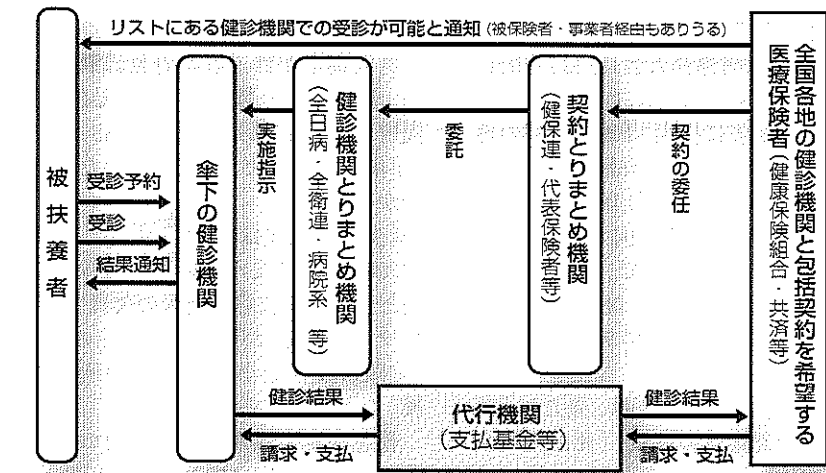 リストにある健診機関での受診が可能と通知（被保険者・事業者経由もありうる）
全国各地の健診機関と包括契約を希望する
医療保険者（健康保険組合・共済等）
契約の委任
契約とりまとめ機関
（健保連・代表保険者等）
委託
健診機関とりまとめ機関
（全日病・全衛連・病院系 等）
実施指示
傘下の健診機関
被扶養者
受診予約
受診
結果通知
健診結果
請求・支払
代行機関
（支払基金等）
健診結果
請求・支払